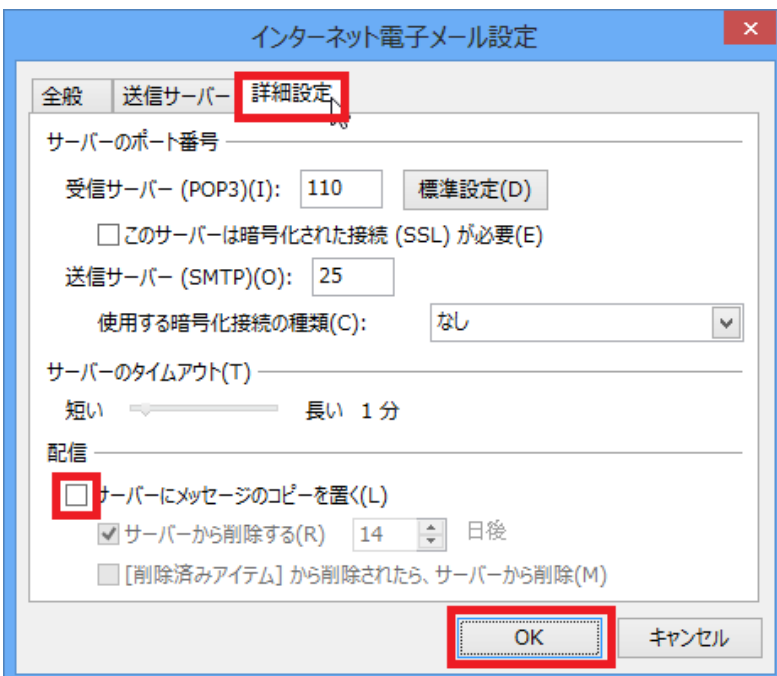 インターネット電子メール設定
全般 送信サーバー 詳細設定
サーバーのポート番号
受信サーバー (POP3)(I): 110 標準設定(D)
このサーバーは暗号化された接続 (SSL) が必要(E)
送信サーバー (SMTP)(O): 25
使用する暗号化接続の種類(C): なし
サーバーのタイムアウト(T)
短い 長い 1 分
配信
サーバーにメッセージのコピーを置く(L)
サーバーから削除する(R) 14 日後
[削除済みアイテム] から削除されたら、サーバーから削除(M)
OK キャンセル